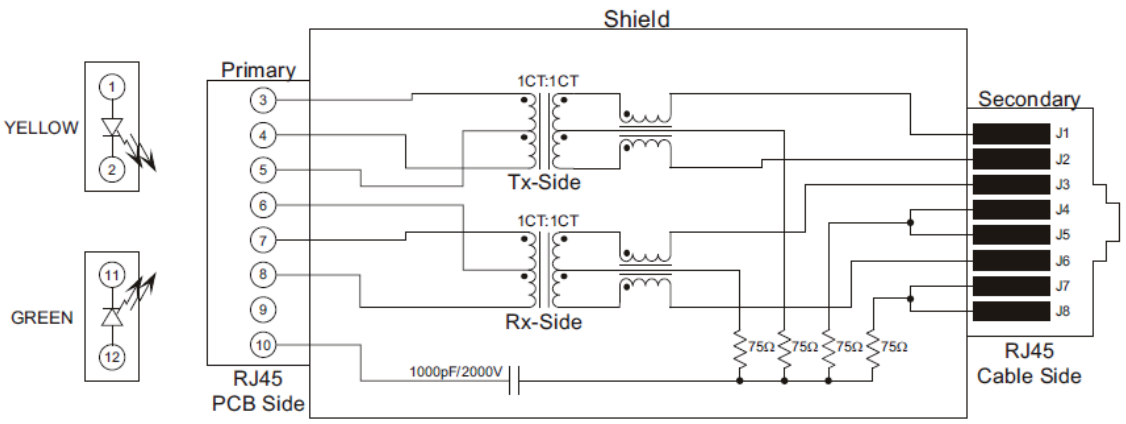 Shield
Primary
Secondary
YELLOW
1
2
GREEN
11
12
3
4
5
6
7
8
9
10
RJ45
PCB Side
1CT:1CT
Tx-Side
1CT:1CT
Rx-Side
1000pF/2000V
75Ω
75Ω
75Ω
75Ω
J1
J2
J3
J4
J5
J6
J7
J8
RJ45
Cable Side